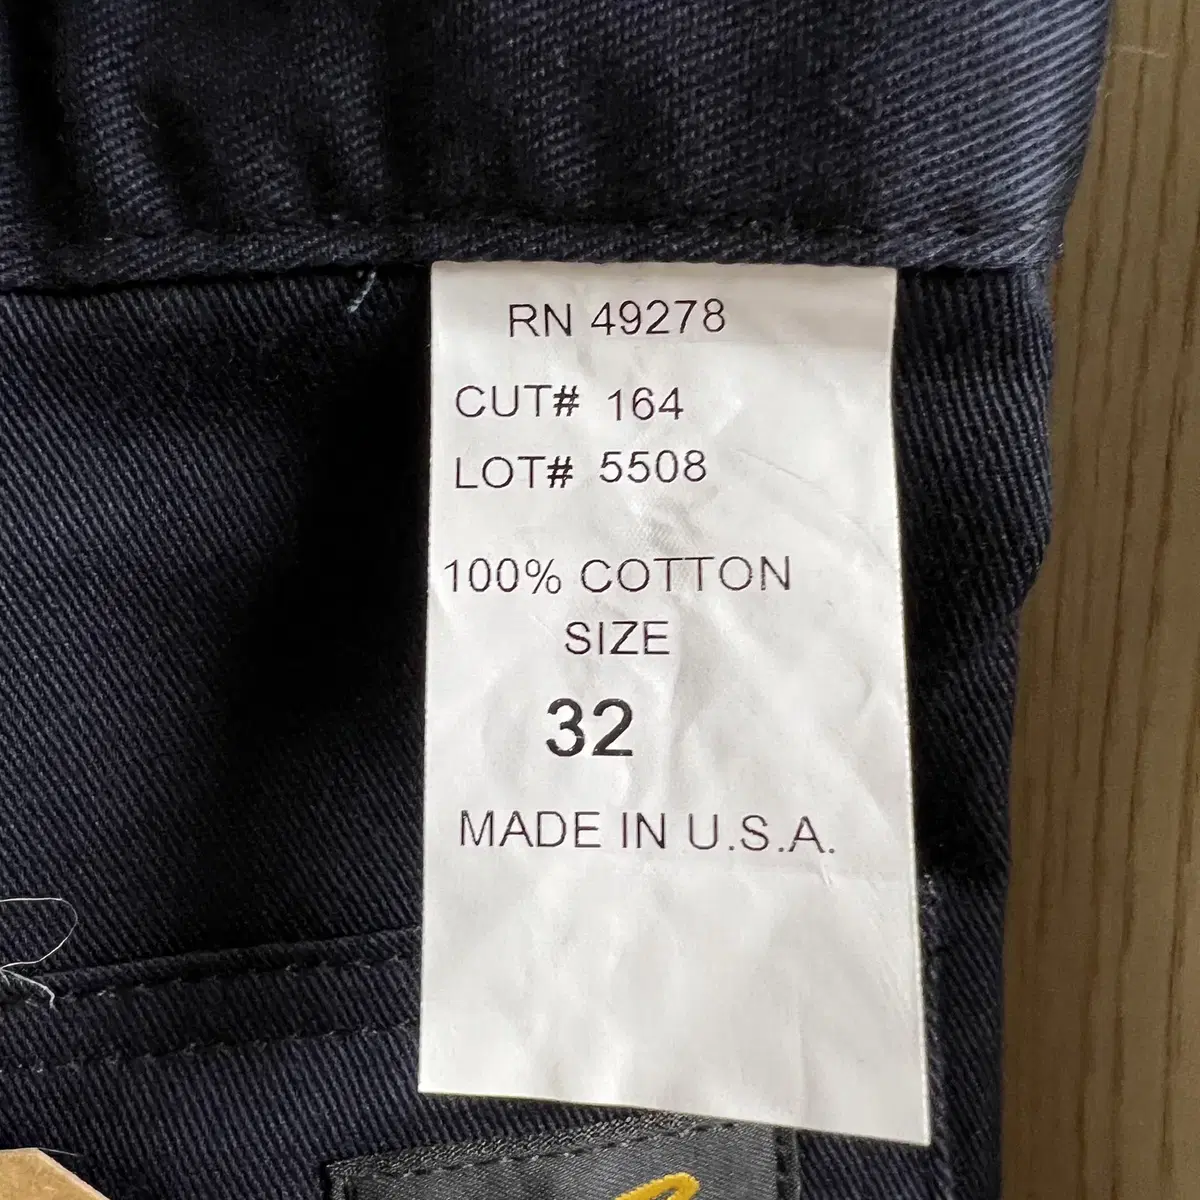 RN 49278
CUT# 164
LOT# 5508
100% COTTON
SIZE
32
MADE IN U.S.A.